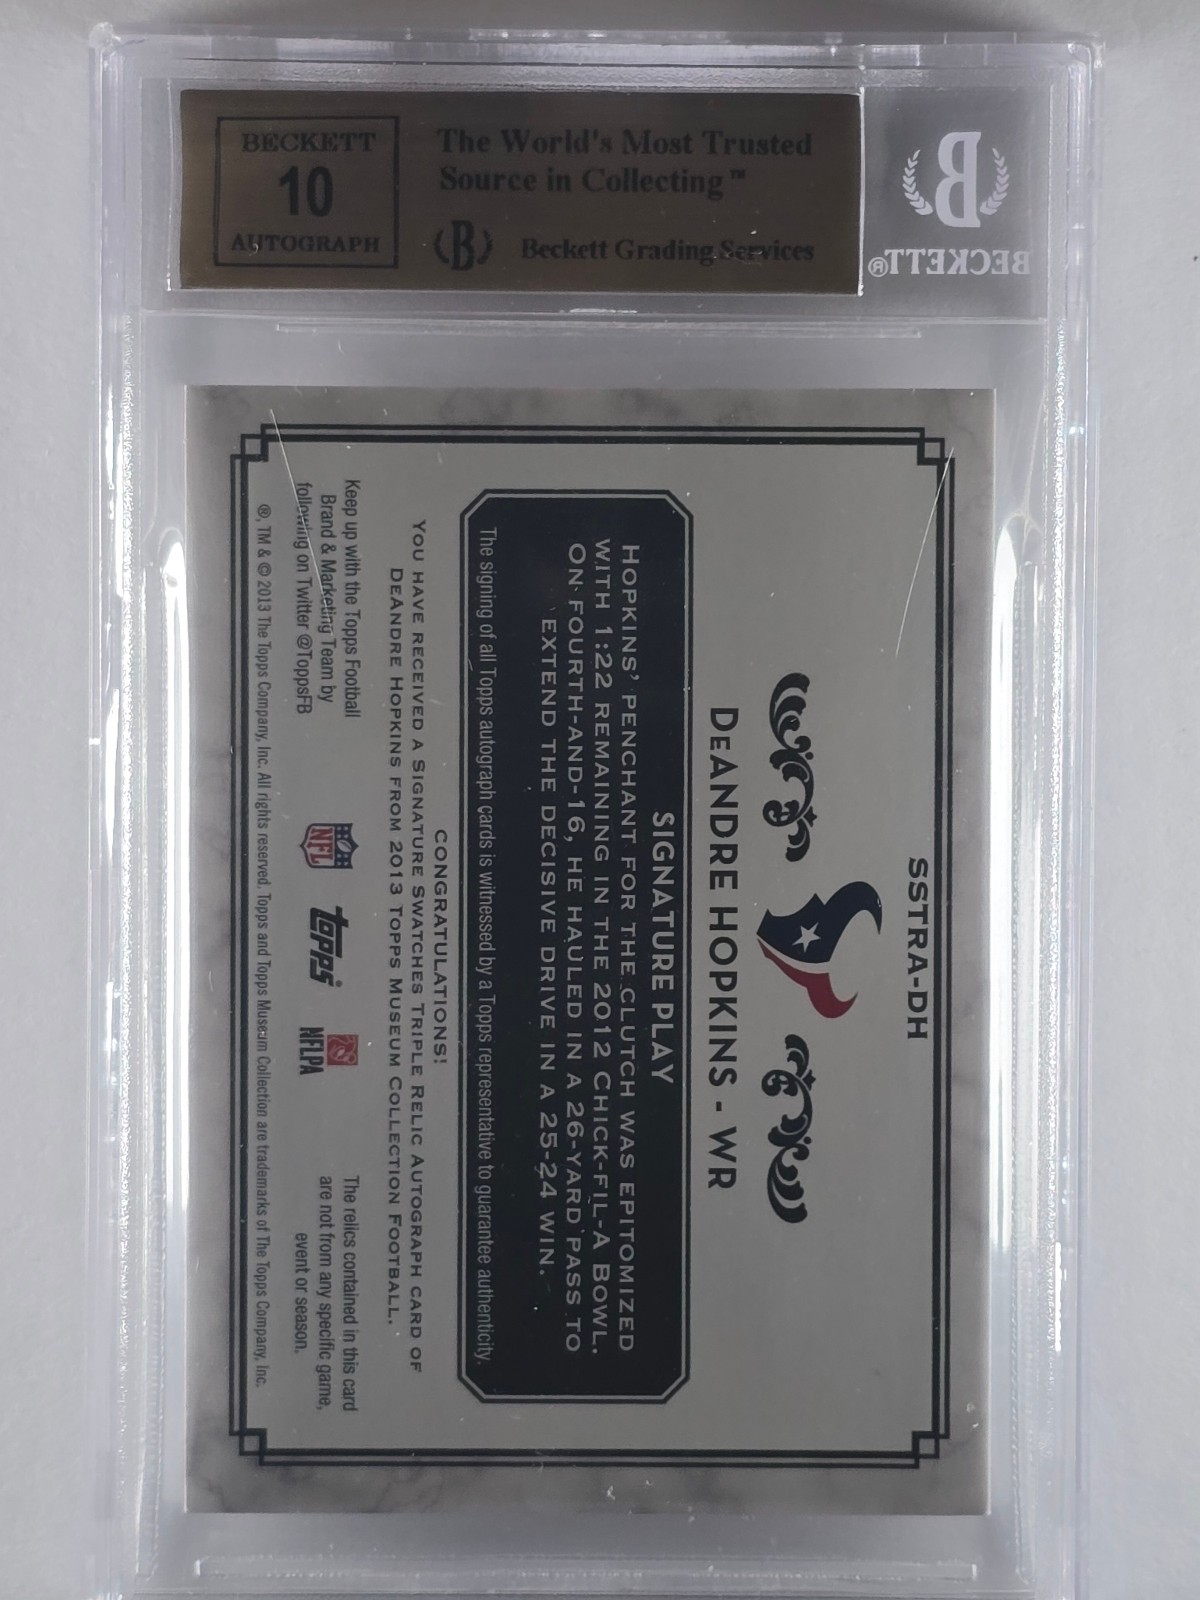 BECKETT
10
AUTOGRAPH
The World's Most Trusted
Source in Collecting™
B
Beckett Grading Services
B
BECKETT®
SSTRA-DH
DeANDRE HOPKINS - WR
SIGNATURE PLAY
HOPKINS' PENCHANT FOR THE CLUTCH WAS EPITOMIZED
WITH 1:22 REMAINING IN THE 2012 CHICK-FIL-A BOWL.
ON FOURTH-AND-16, HE HAULED IN A 26-YARD PASS TO
EXTEND THE DECISIVE DRIVE IN A 25-24 WIN.
The signing of all Topps autograph cards is witnessed by a Topps representative to guarantee authenticity.
CONGRATULATIONS!
YOU HAVE RECEIVED A SIGNATURE SWATCHES TRIPLE RELIC AUTOGRAPH CARD OF
DEANDRE HOPKINS FROM 2013 TOPPS MUSEUM COLLECTION FOOTBALL.
Keep up with the Topps Football
Brand & Marketing Team by
following on Twitter @ToppsFB
NFL
topps®
NFLPA
The relics contained in this card
are not from any specific game,
event or season.
®, TM & © 2013 The Topps Company, Inc. All rights reserved. Topps and Topps Museum Collection are trademarks of The Topps Company, Inc.